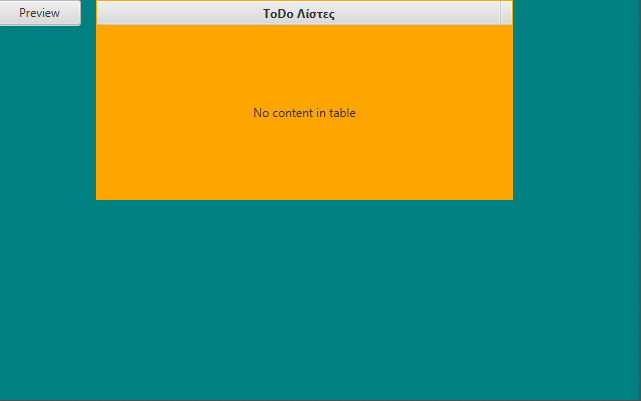 Preview
ToDo Λίστες
No content in table